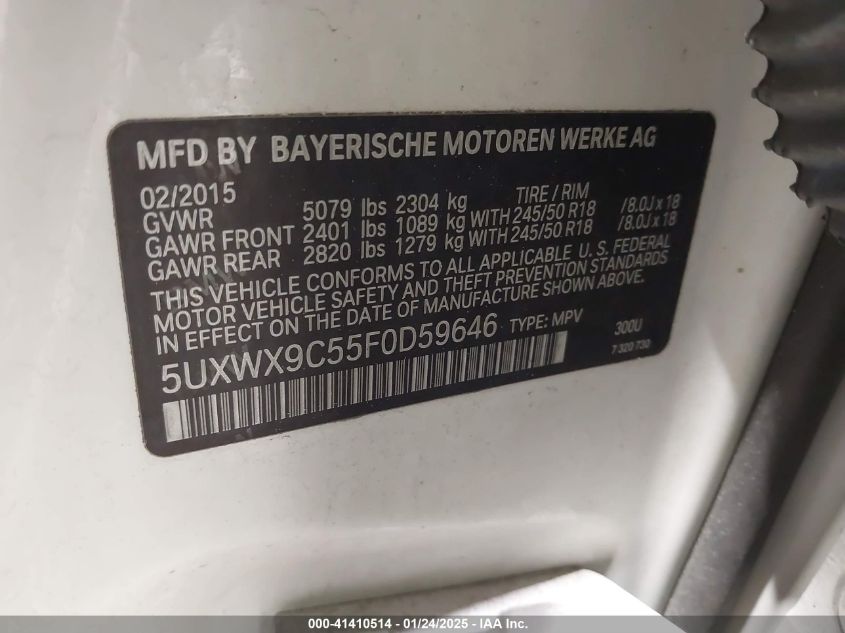 MFD BY BAYERISCHE MOTOREN WERKE AG
02/2015 TIRE / RIM
GVWR 5079 lbs 2304 kg
GAWR FRONT 2401 lbs 1089 kg WITH 245/50 R18 /8.0J x 18
GAWR REAR 2820 lbs 1279 kg WITH 245/50 R18 /8.0J x 18
THIS VEHICLE CONFORMS TO ALL APPLICABLE U.S. FEDERAL
MOTOR VEHICLE SAFETY AND THEFT PREVENTION STANDARDS
IN EFFECT ON THE DATE OF MANUFACTURE SHOWN ABOVE.
5UXWX9C55F0D59646 TYPE: MPV 300U
7 320 730
000-41410514 - 01/24/2025 - IAA Inc.